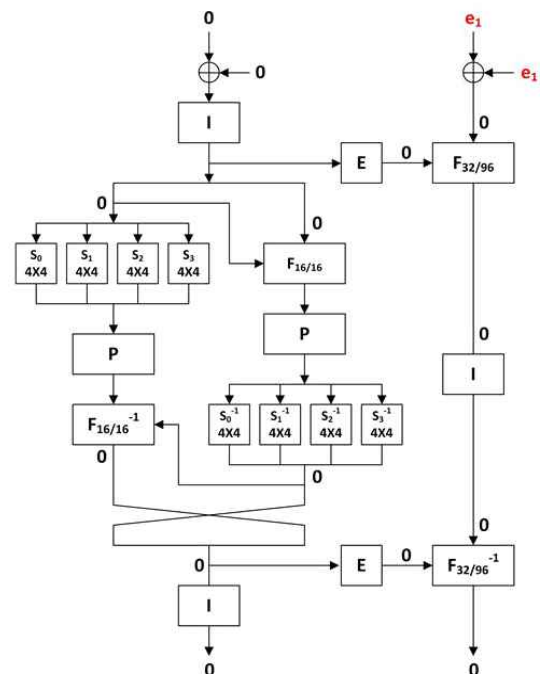 0 e₁
0 e₁
I 0
E 0 F₃₂/₉₆
0 0
S₀ 4X4 S₁ 4X4 S₂ 4X4 S₃ 4X4 F₁₆/₁₆
P P 0
I
F₁₆/₁₆⁻¹ S₀⁻¹ 4X4 S₁⁻¹ 4X4 S₂⁻¹ 4X4 S₃⁻¹ 4X4
0 0
0
0 E 0 F₃₂/₉₆⁻¹
I
0 0